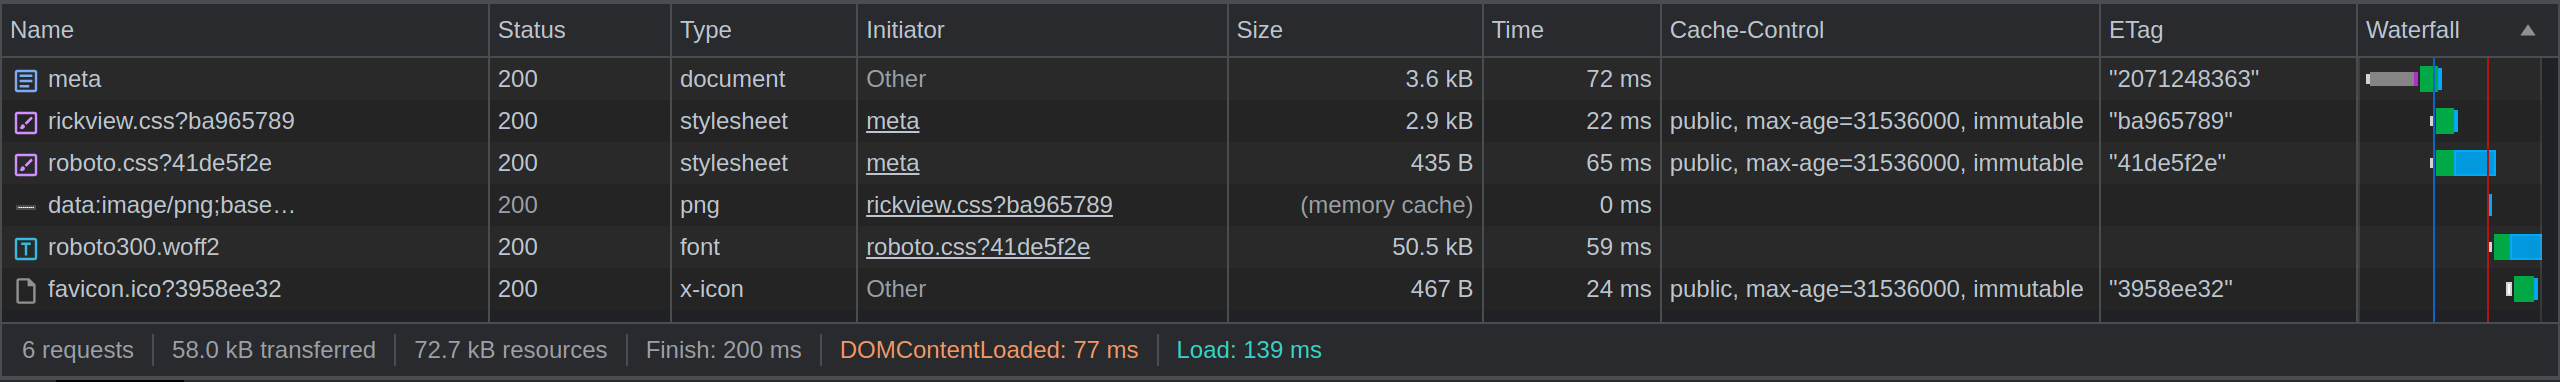 Name Status Type Initiator Size Time Cache-Control ETag Waterfall
meta 200 document Other 3.6 kB 72 ms "2071248363"
rickview.css?ba965789 200 stylesheet meta 2.9 kB 22 ms public, max-age=31536000, immutable "ba965789"
roboto.css?41de5f2e 200 stylesheet meta 435 B 65 ms public, max-age=31536000, immutable "41de5f2e"
data:image/png;base… 200 png rickview.css?ba965789 (memory cache) 0 ms
roboto300.woff2 200 font roboto.css?41de5f2e 50.5 kB 59 ms
favicon.ico?3958ee32 200 x-icon Other 467 B 24 ms public, max-age=31536000, immutable "3958ee32"
6 requests 58.0 kB transferred 72.7 kB resources Finish: 200 ms DOMContentLoaded: 77 ms Load: 139 ms